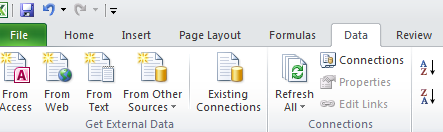 File Home Insert Page Layout Formulas Data Review
From Access
From Web
From Text
From Other Sources
Existing Connections
Get External Data
Refresh All
Connections
Properties
Edit Links
Connections
A
Z
Z
A